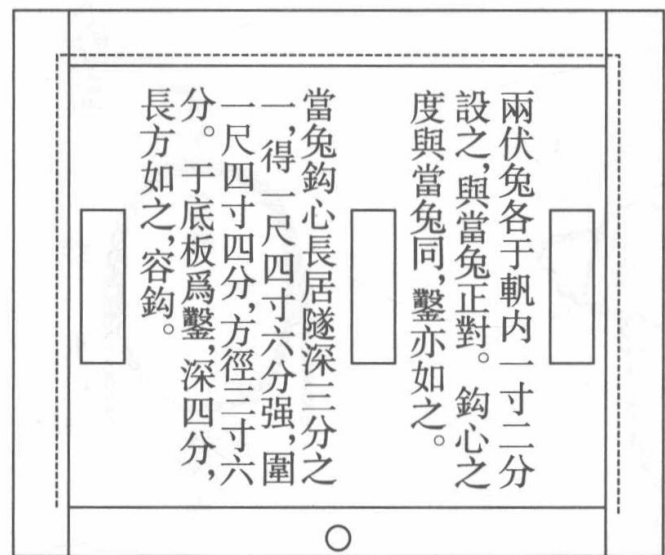 兩伏兔各于軓内一寸二分
設之,與當兔正對。 鈎心之
度與當兔同,鑿亦如之。
當兔鈎心長居隧深三分之
一,得一尺四寸六分强,圍
一尺四寸四分,方徑三寸六
分。 于底板爲鑿,深四分,
長方如之,容鈎。